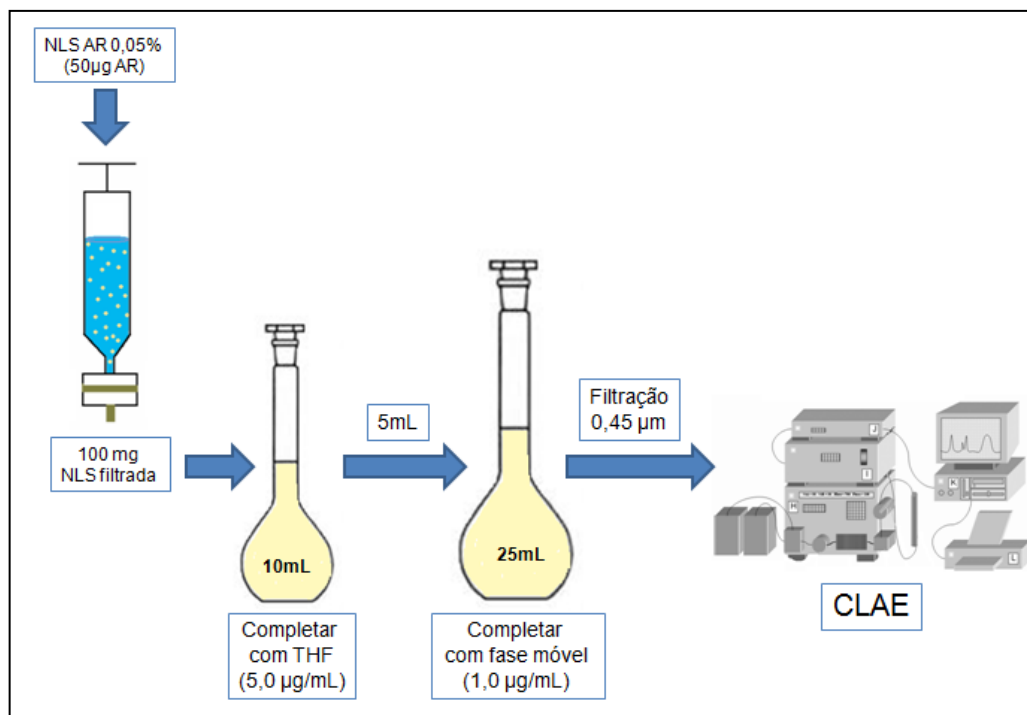 NLS AR 0,05%
(50µg AR)
100 mg
NLS filtrada
10mL
Completar
com THF
(5,0 µg/mL)
5mL
25mL
Completar
com fase móvel
(1,0 µg/mL)
Filtração
0,45 µm
J
I
H
K
L
CLAE